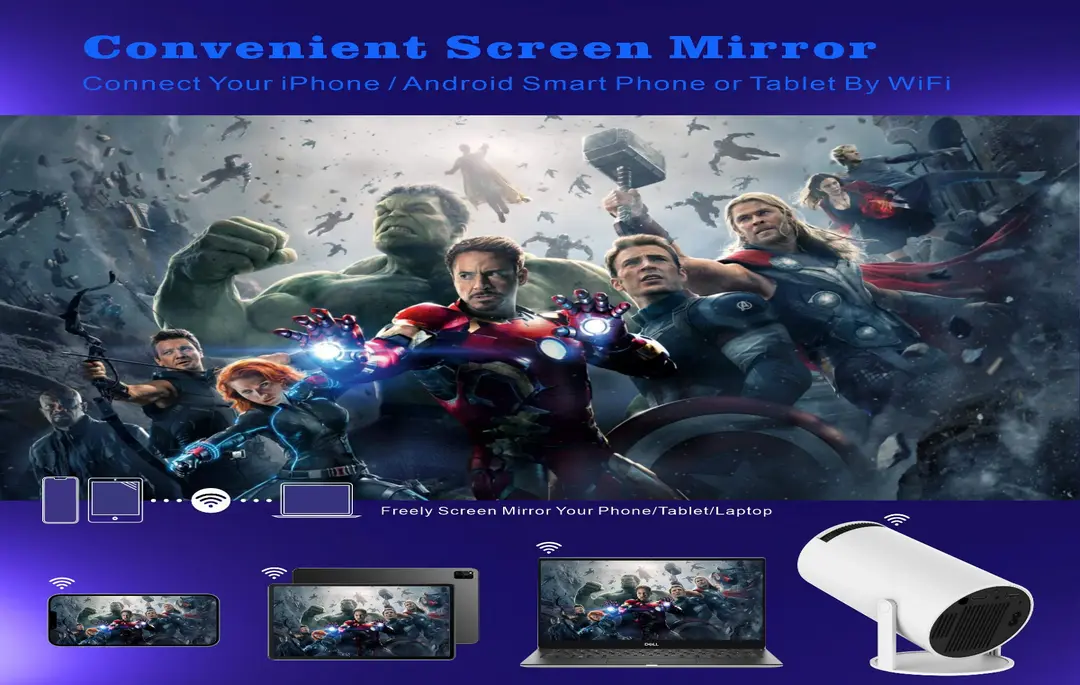 Convenient Screen Mirror
Connect Your iPhone / Android Smart Phone or Tablet By WiFi
Freely Screen Mirror Your Phone/Tablet/Laptop
DELL